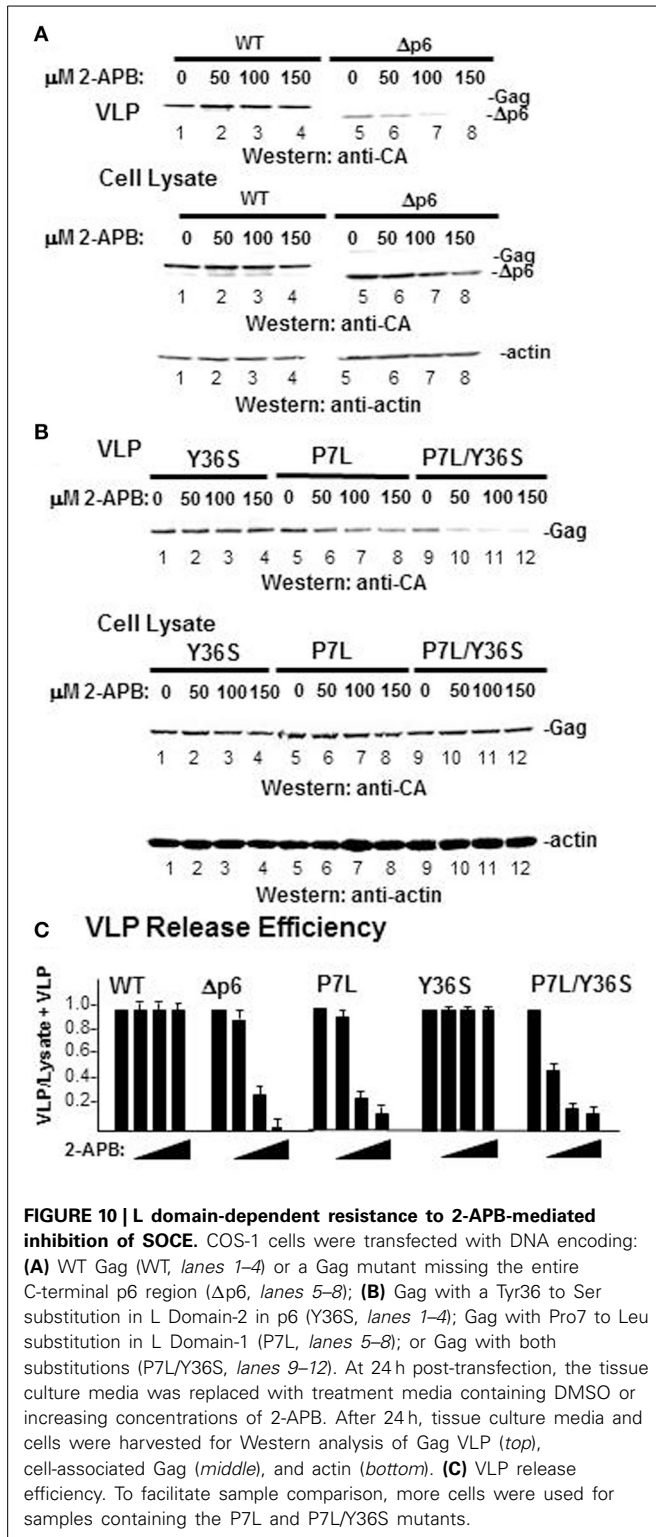 A
WT Δp6
μM 2-APB: 0 50 100 150 0 50 100 150
-Gag
VLP -Δp6
1 2 3 4 5 6 7 8
Western: anti-CA
Cell Lysate
WT Δp6
μM 2-APB: 0 50 100 150 0 50 100 150
-Gag
-Δp6
1 2 3 4 5 6 7 8
Western: anti-CA
-actin
1 2 3 4 5 6 7 8
Western: anti-actin
B
VLP
Y36S P7L P7L/Y36S
μM 2-APB: 0 50 100 150 0 50 100 150 0 50 100 150
-Gag
1 2 3 4 5 6 7 8 9 10 11 12
Western: anti-CA
Cell Lysate
Y36S P7L P7L/Y36S
μM 2-APB: 0 50 100 150 0 50 100 150 0 50 100 150
-Gag
1 2 3 4 5 6 7 8 9 10 11 12
Western: anti-CA
-actin
1 2 3 4 5 6 7 8 9 10 11 12
Western: anti-actin
C VLP Release Efficiency
WT Δp6 P7L Y36S P7L/Y36S
VLP/Lysate + VLP
1.0-
0.8-
0.6-
0.4-
0.2-
2-APB:
FIGURE 10 | L domain-dependent resistance to 2-APB-mediated
inhibition of SOCE. COS-1 cells were transfected with DNA encoding:
(A) WT Gag (WT, lanes 1–4) or a Gag mutant missing the entire
C-terminal p6 region (Δp6, lanes 5–8); (B) Gag with a Tyr36 to Ser
substitution in L Domain-2 in p6 (Y36S, lanes 1–4); Gag with Pro7 to Leu
substitution in L Domain-1 (P7L, lanes 5–8); or Gag with both
substitutions (P7L/Y36S, lanes 9–12). At 24 h post-transfection, the tissue
culture media was replaced with treatment media containing DMSO or
increasing concentrations of 2-APB. After 24 h, tissue culture media and
cells were harvested for Western analysis of Gag VLP (top),
cell-associated Gag (middle), and actin (bottom). (C) VLP release
efficiency. To facilitate sample comparison, more cells were used for
samples containing the P7L and P7L/Y36S mutants.